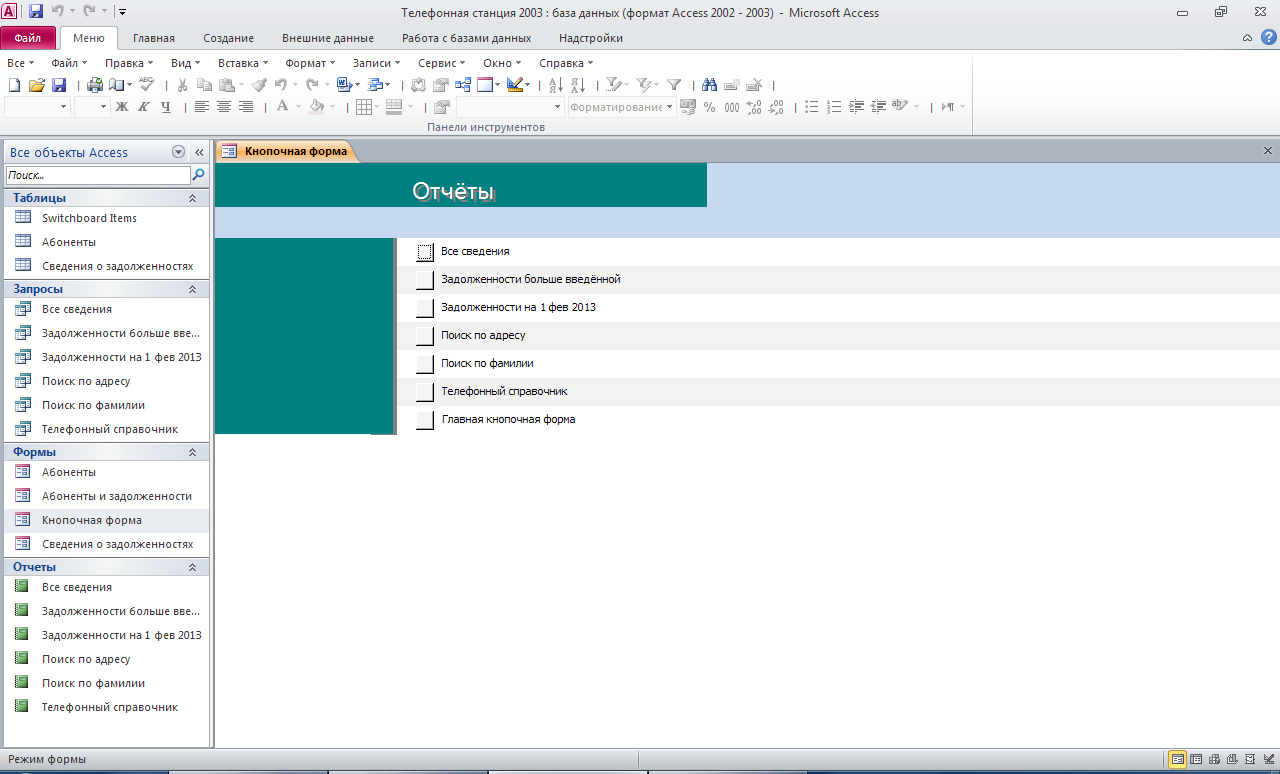 Телефонная станция 2003 : база данных (формат Access 2002 - 2003) - Microsoft Access
Файл Меню Главная Создание Внешние данные Работа с базами данных Надстройки
Все Файл Правка Вид Вставка Формат Записи Сервис Окно Справка
Ж К Ч Форматирование % 000
Панели инструментов
Все объекты Access
Кнопочная форма
Поиск...
Отчёты
Таблицы
Switchboard Items
Абоненты
Сведения о задолженностях
Запросы
Все сведения
Задолженности больше вве...
Задолженности на 1 фев 2013
Поиск по адресу
Поиск по фамилии
Телефонный справочник
Формы
Абоненты
Абоненты и задолженности
Кнопочная форма
Сведения о задолженностях
Отчеты
Все сведения
Задолженности больше вве...
Задолженности на 1 фев 2013
Поиск по адресу
Поиск по фамилии
Телефонный справочник
Все сведения
Задолженности больше введённой
Задолженности на 1 фев 2013
Поиск по адресу
Поиск по фамилии
Телефонный справочник
Главная кнопочная форма
Режим формы